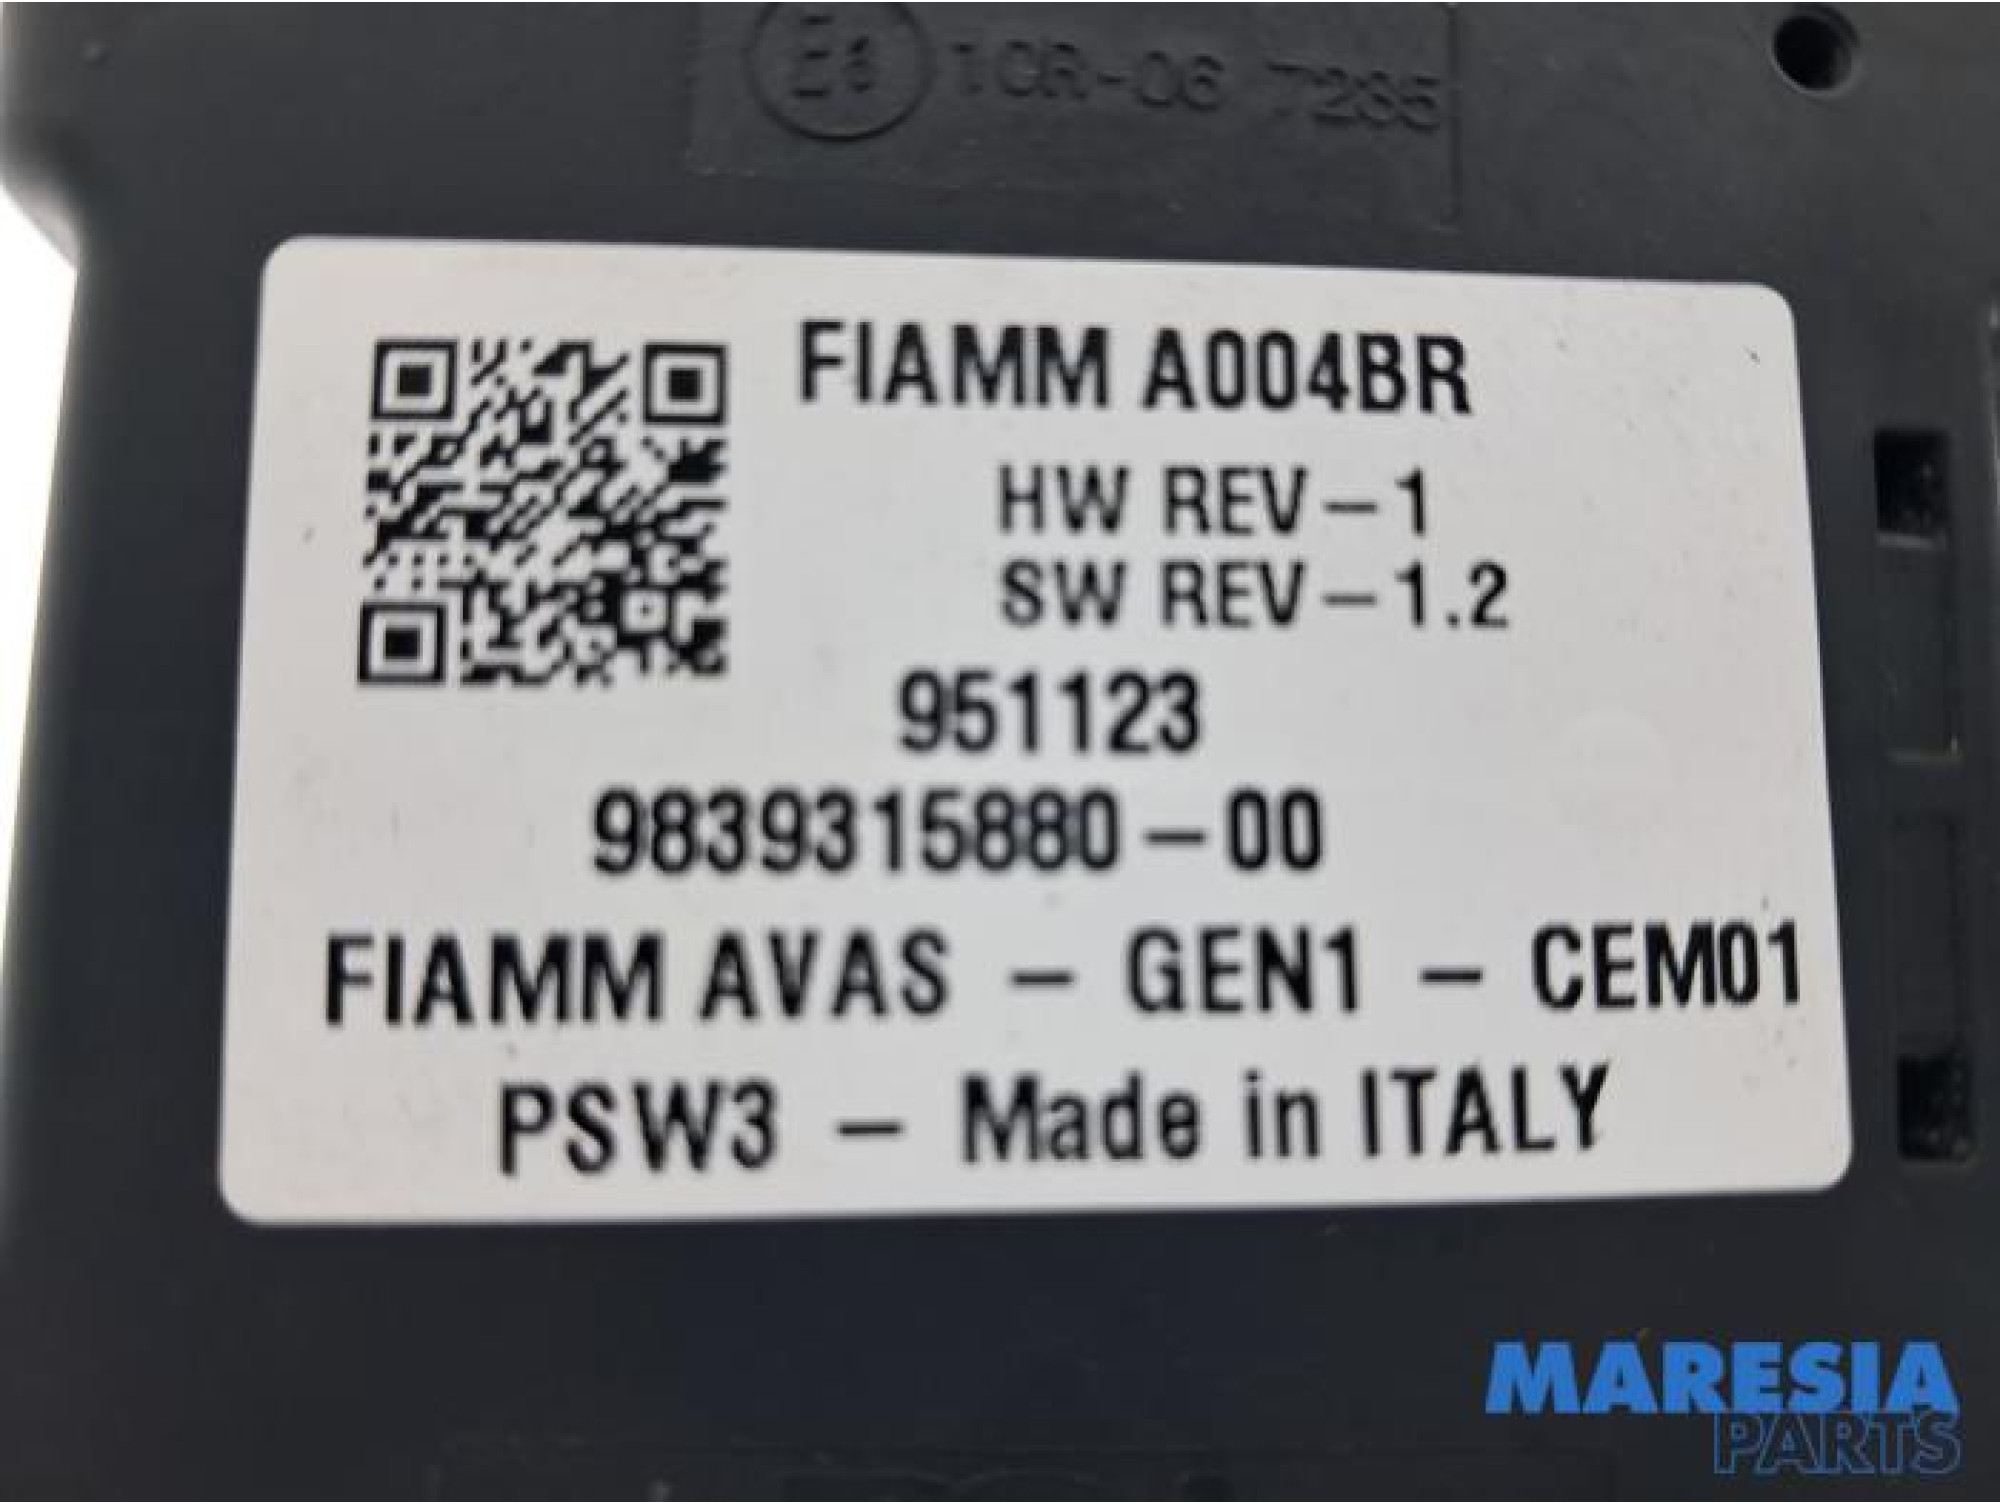 10R-06 7285
FIAMM A004BR
HW REV-1
SW REV-1.2
951123
9839315880-00
FIAMM AVAS - GEN1 - CEM01
PSW3 - Made in ITALY
MARESIA
PARTS